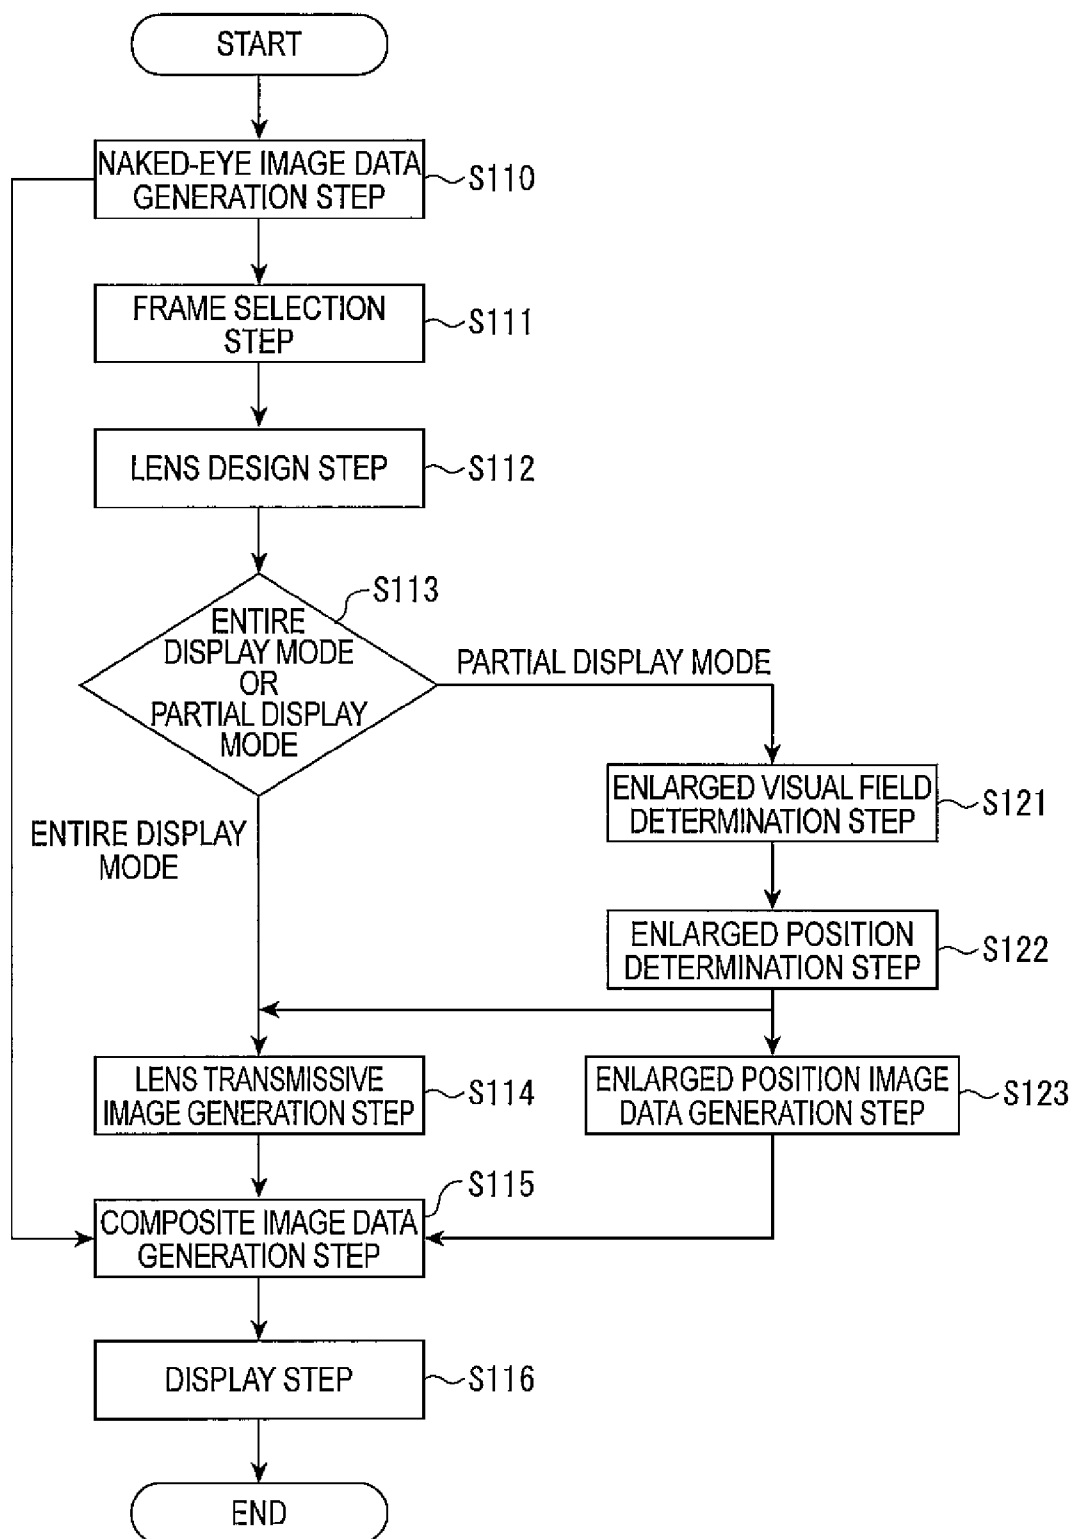 START
NAKED-EYE IMAGE DATA
GENERATION STEP
S110
FRAME SELECTION
STEP
S111
LENS DESIGN STEP
S112
S113
ENTIRE
DISPLAY MODE
OR
PARTIAL DISPLAY
MODE
PARTIAL DISPLAY MODE
ENTIRE DISPLAY
MODE
ENLARGED VISUAL FIELD
DETERMINATION STEP
S121
ENLARGED POSITION
DETERMINATION STEP
S122
LENS TRANSMISSIVE
IMAGE GENERATION STEP
S114
ENLARGED POSITION IMAGE
DATA GENERATION STEP
S123
S115
COMPOSITE IMAGE DATA
GENERATION STEP
DISPLAY STEP
S116
END